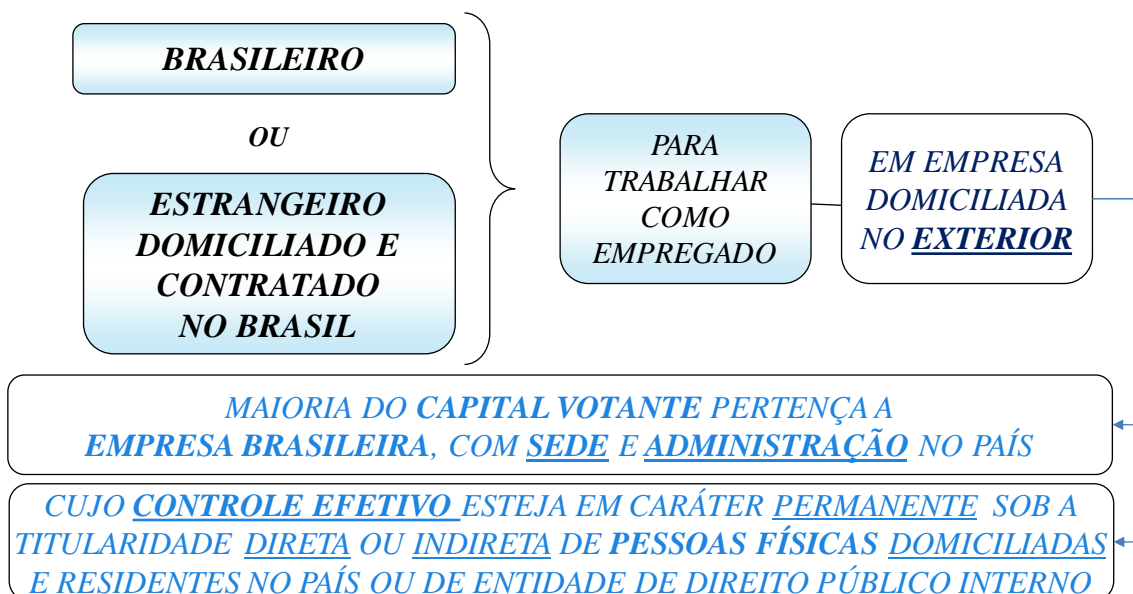 BRASILEIRO
OU
ESTRANGEIRO
DOMICILIADO E
CONTRATADO
NO BRASIL
PARA
TRABALHAR
COMO
EMPREGADO
EM EMPRESA
DOMICILIADA
NO EXTERIOR
MAIORIA DO CAPITAL VOTANTE PERTENÇA A
EMPRESA BRASILEIRA, COM SEDE E ADMINISTRAÇÃO NO PAÍS
CUJO CONTROLE EFETIVO ESTEJA EM CARÁTER PERMANENTE SOB A
TITULARIDADE DIRETA OU INDIRETA DE PESSOAS FÍSICAS DOMICILIADAS
E RESIDENTES NO PAÍS OU DE ENTIDADE DE DIREITO PÚBLICO INTERNO